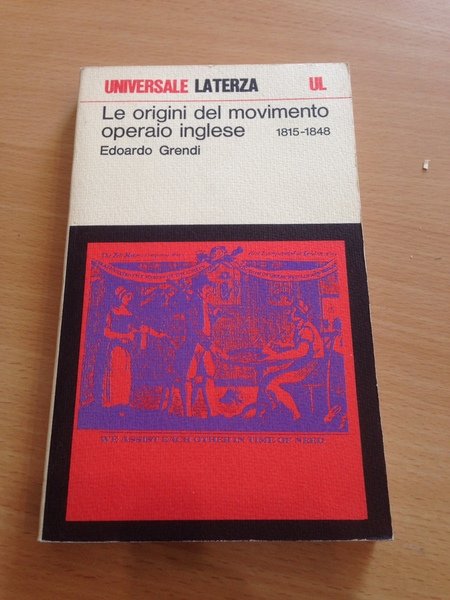 UNIVERSALE LATERZA UL
Le origini del movimento
operaio inglese 1815-1848
Edoardo Grendi
WE ASSIST EACH OTHER IN TIME OF NEED